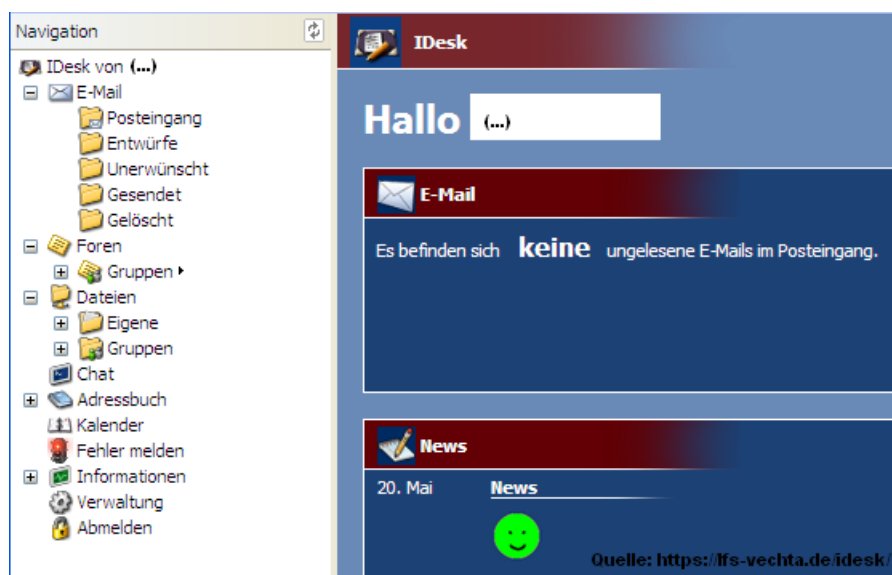 Navigation
IDesk von (...)
E-Mail
Posteingang
Entwürfe
Unerwünscht
Gesendet
Gelöscht
Foren
Gruppen
Dateien
Eigene
Gruppen
Chat
Adressbuch
Kalender
Fehler melden
Informationen
Verwaltung
Abmelden
IDesk
Hallo (...)
E-Mail
Es befinden sich keine ungelesene E-Mails im Posteingang.
News
20. Mai News
Quelle: https://lfs-vechta.de/idesk/